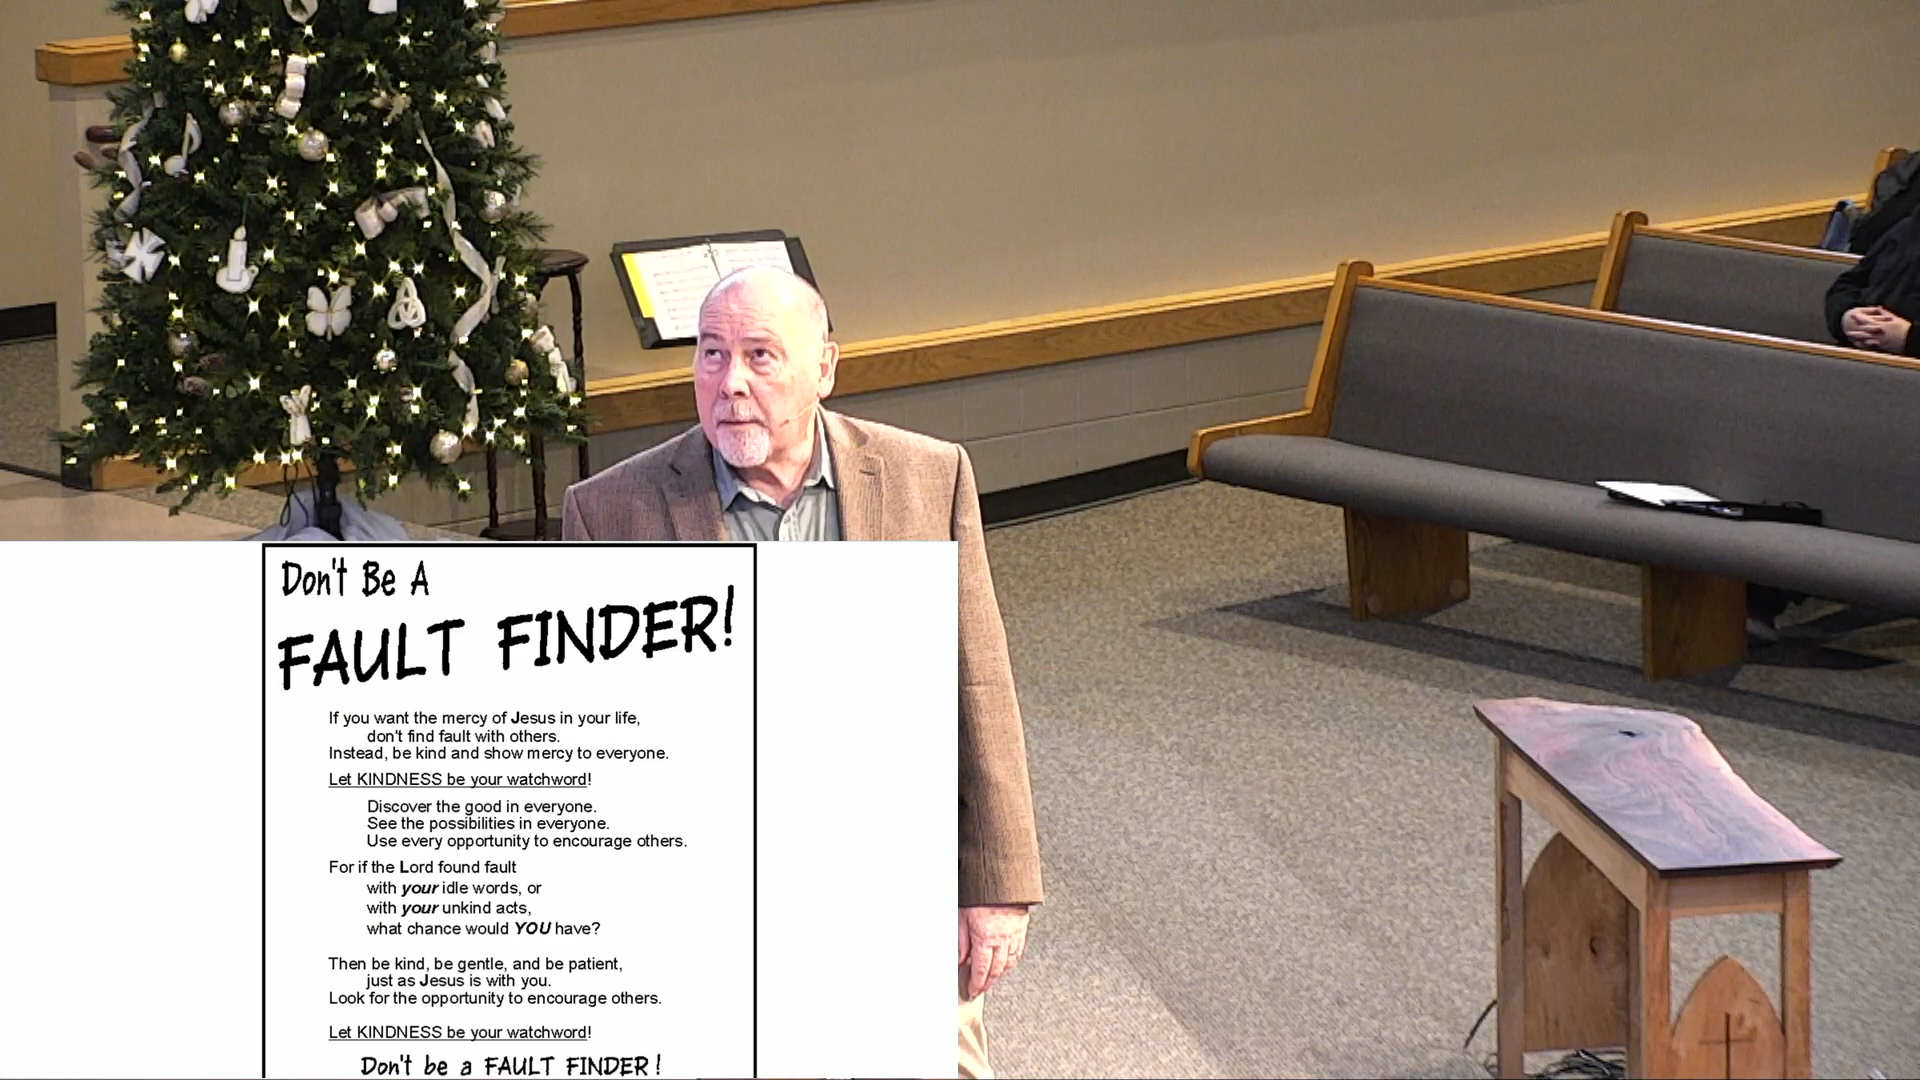 Don't Be A
FAULT FINDER!
If you want the mercy of Jesus in your life,
don't find fault with others.
Instead, be kind and show mercy to everyone.
Let KINDNESS be your watchword!
Discover the good in everyone.
See the possibilities in everyone.
Use every opportunity to encourage others.
For if the Lord found fault
with your idle words, or
with your unkind acts,
what chance would YOU have?
Then be kind, be gentle, and be patient,
just as Jesus is with you.
Look for the opportunity to encourage others.
Let KINDNESS be your watchword!
Don't be a FAULT FINDER!